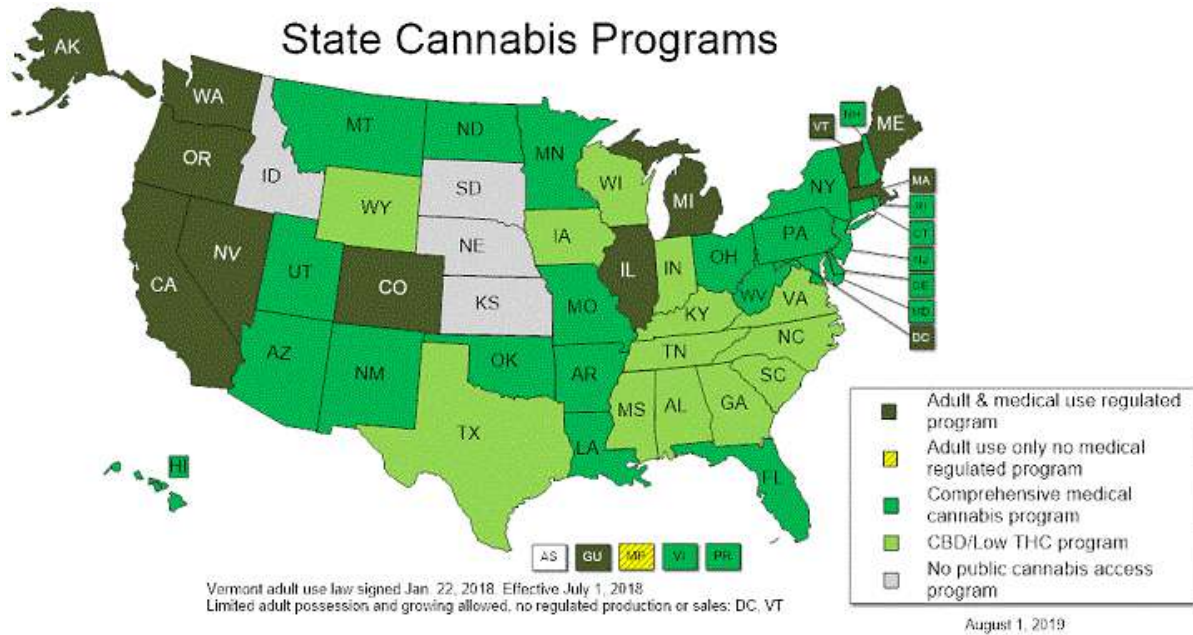 State Cannabis Programs
AK
WA
OR
CA
NV
ID
MT
WY
UT
CO
AZ
NM
ND
SD
NE
KS
OK
TX
MN
IA
MO
AR
LA
WI
IL
MI
IN
OH
KY
TN
MS
AL
GA
FL
SC
NC
VA
WV
PA
NY
VT
NH
ME
MA
RI
CT
NJ
DE
MD
DC
HI
AS
GU
MP
VI
PR
Adult & medical use regulated
program
Adult use only no medical
regulated program
Comprehensive medical
cannabis program
CBD/Low THC program
No public cannabis access
program
Vermont adult use law signed Jan. 22, 2018. Effective July 1, 2018
Limited adult possession and growing allowed, no regulated production or sales: DC, VT
August 1, 2019